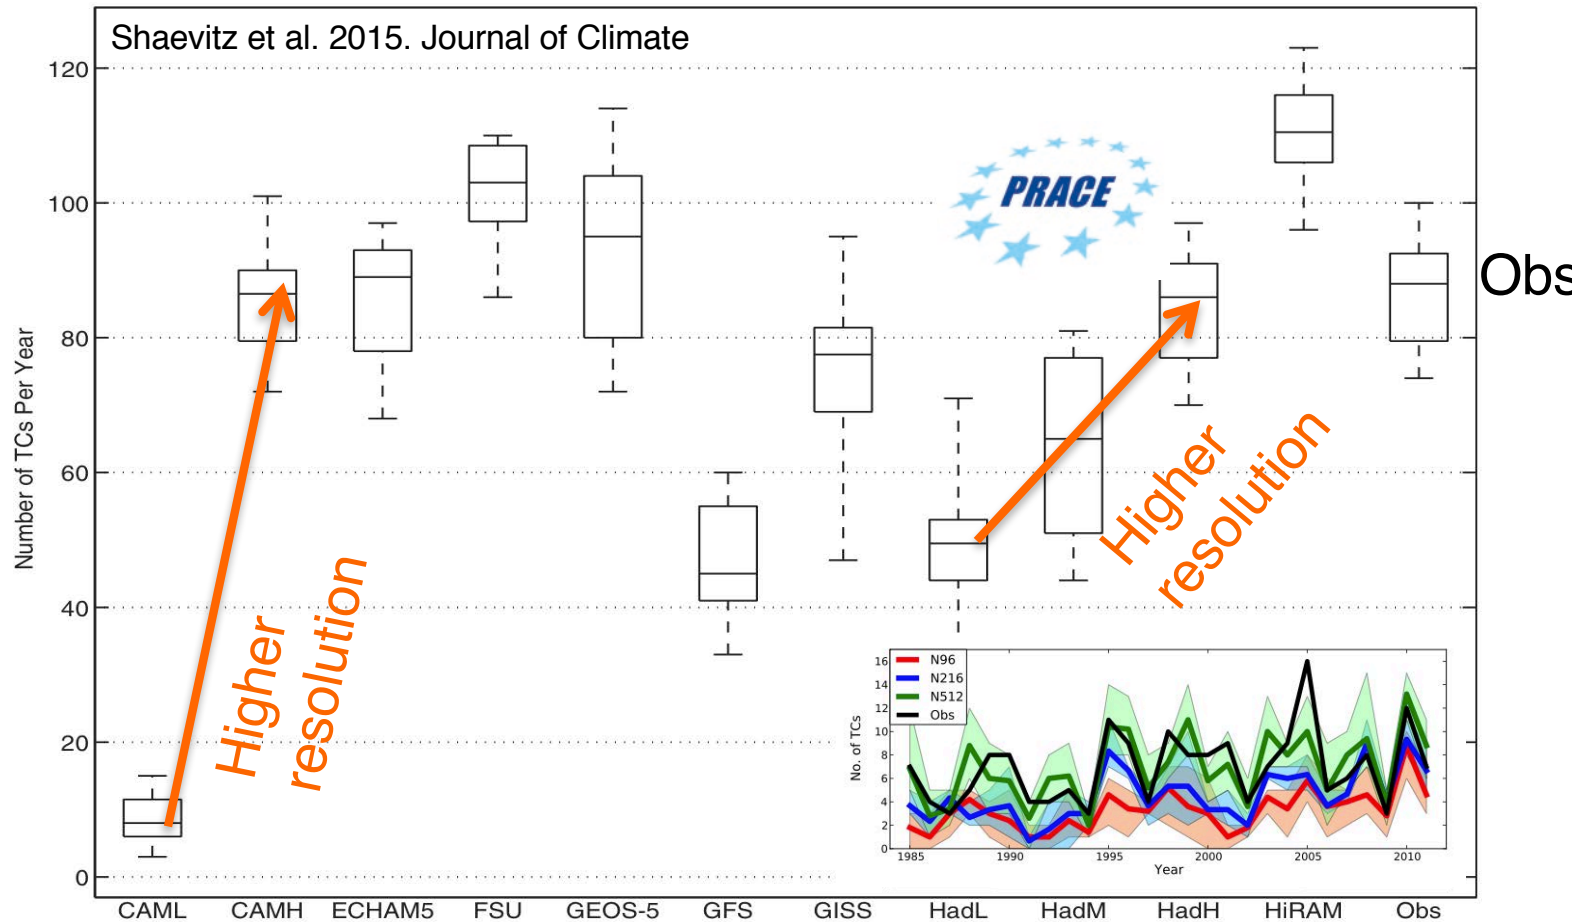 Shaevitz et al. 2015. Journal of Climate
120
100
80
60
40
20
0
Number of TCs Per Year
PRACE
Obs
Higher
resolution
Higher
resolution
N96
N216
N512
Obs
16
14
12
10
8
6
4
2
0
No. of TCs
1985
1990
1995
2000
2005
2010
Year
CAML CAMH ECHAM5 FSU GEOS-5 GFS GISS HadL HadM HadH HiRAM Obs